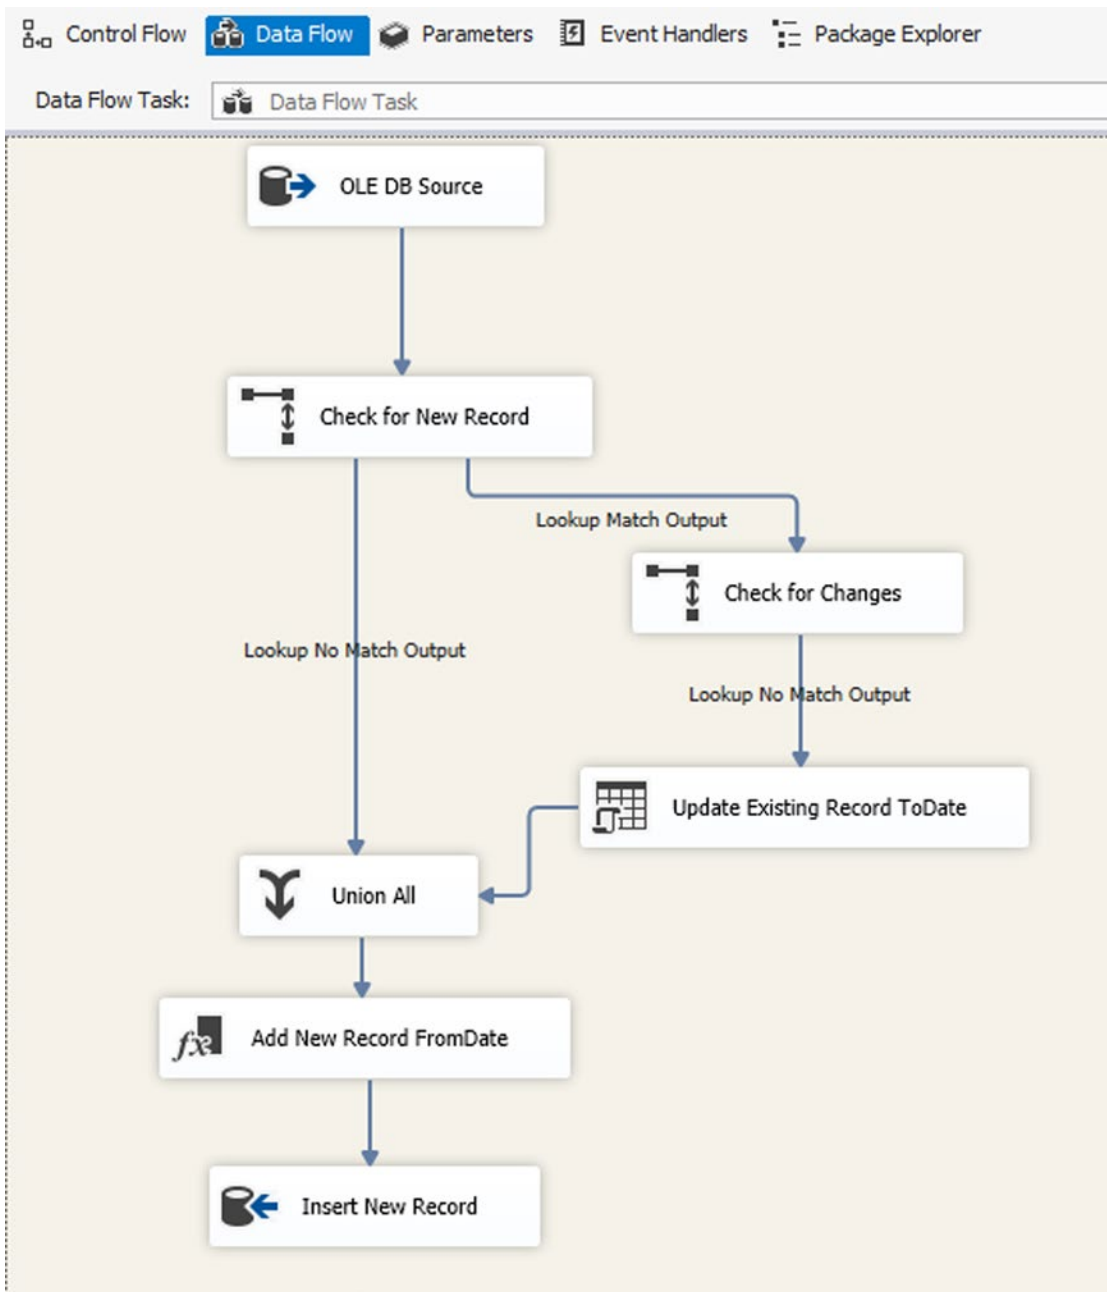 Control Flow Data Flow Parameters Event Handlers Package Explorer
Data Flow Task: Data Flow Task
OLE DB Source
Check for New Record
Lookup Match Output
Check for Changes
Lookup No Match Output
Lookup No Match Output
Update Existing Record ToDate
Union All
Add New Record FromDate
Insert New Record